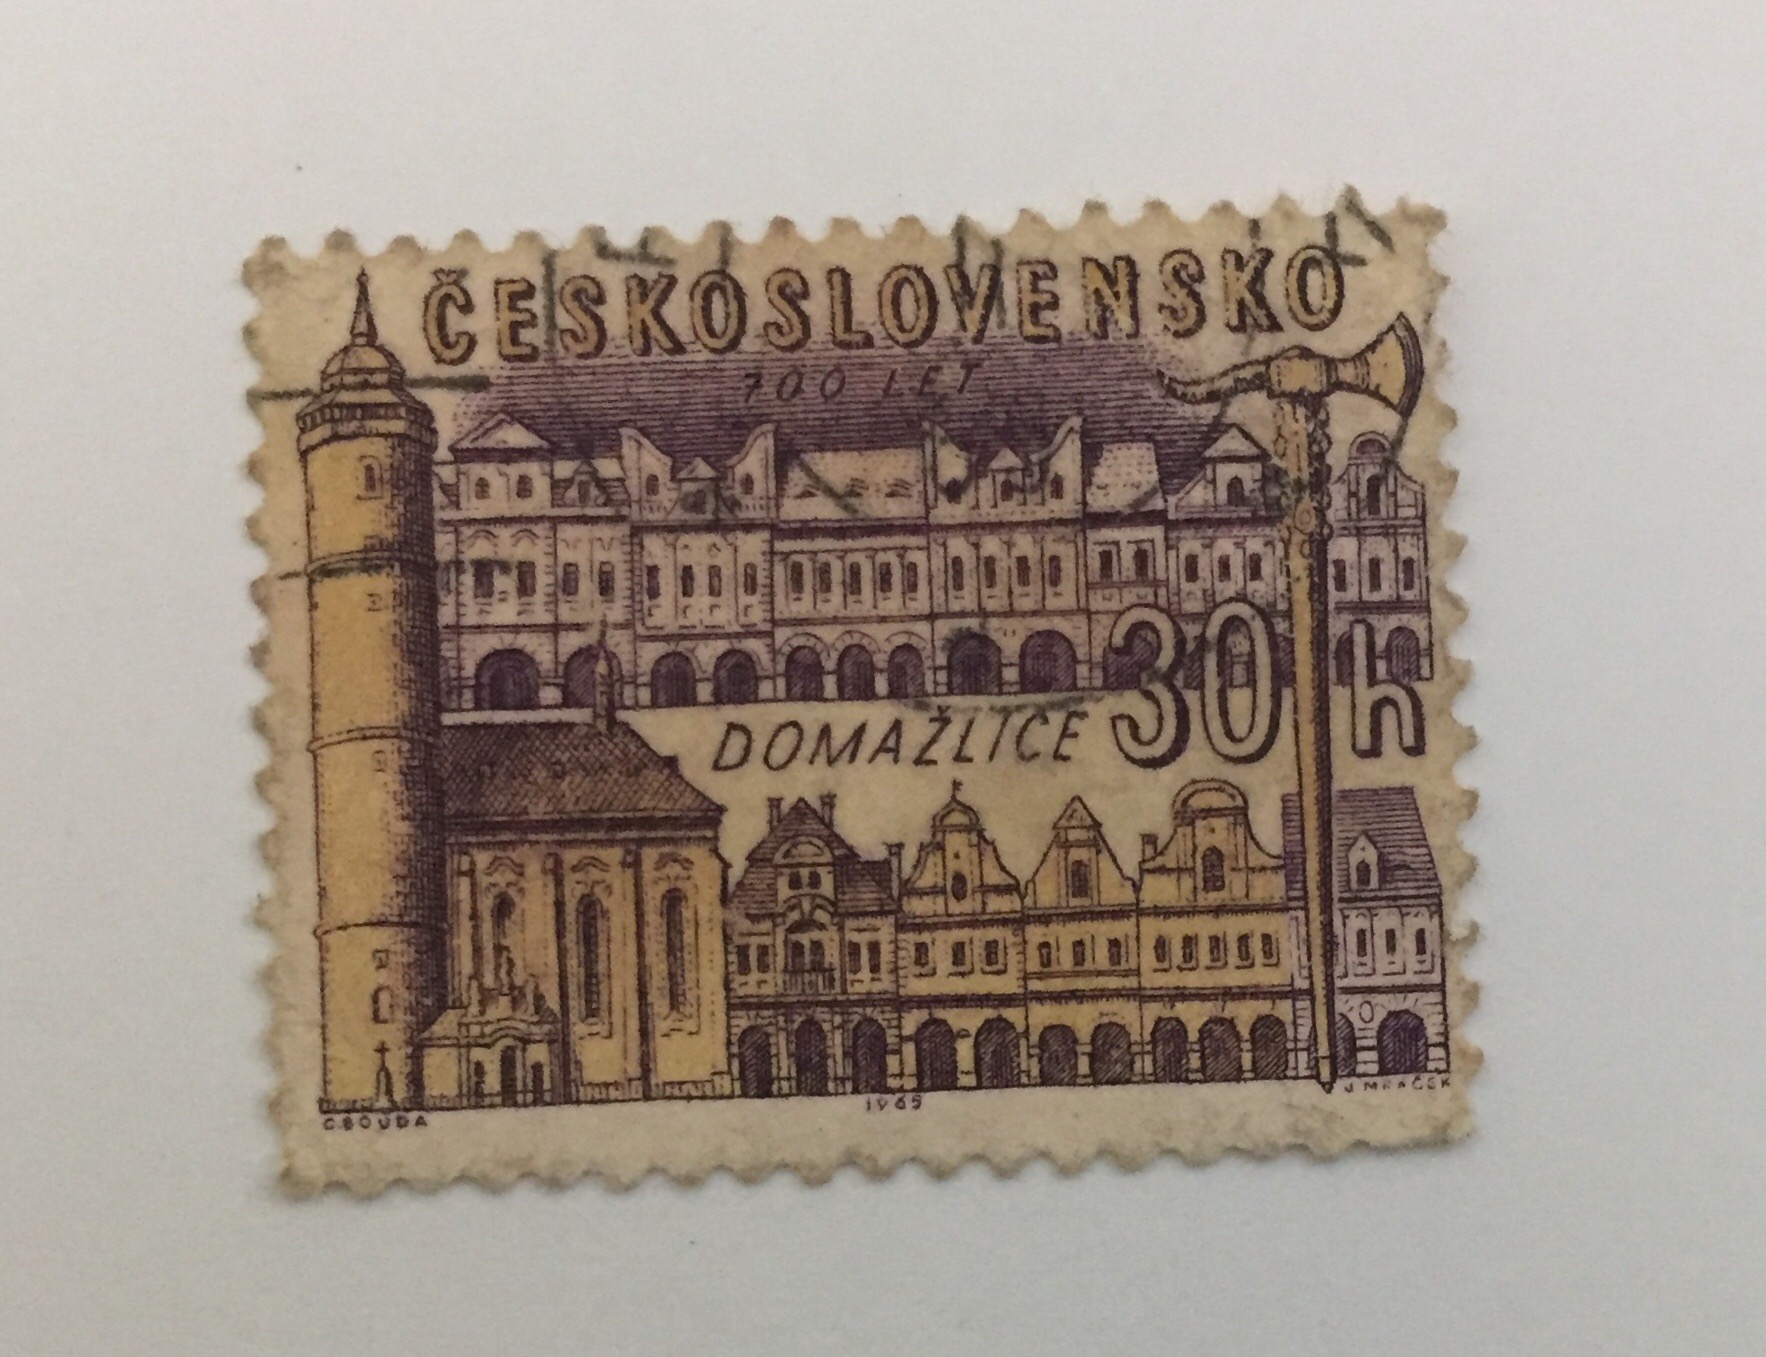 ČESKOSLOVENSKO
700 LET
30 h
DOMAŽLICE
C. BOUDA
1965
J. MRÁČEK